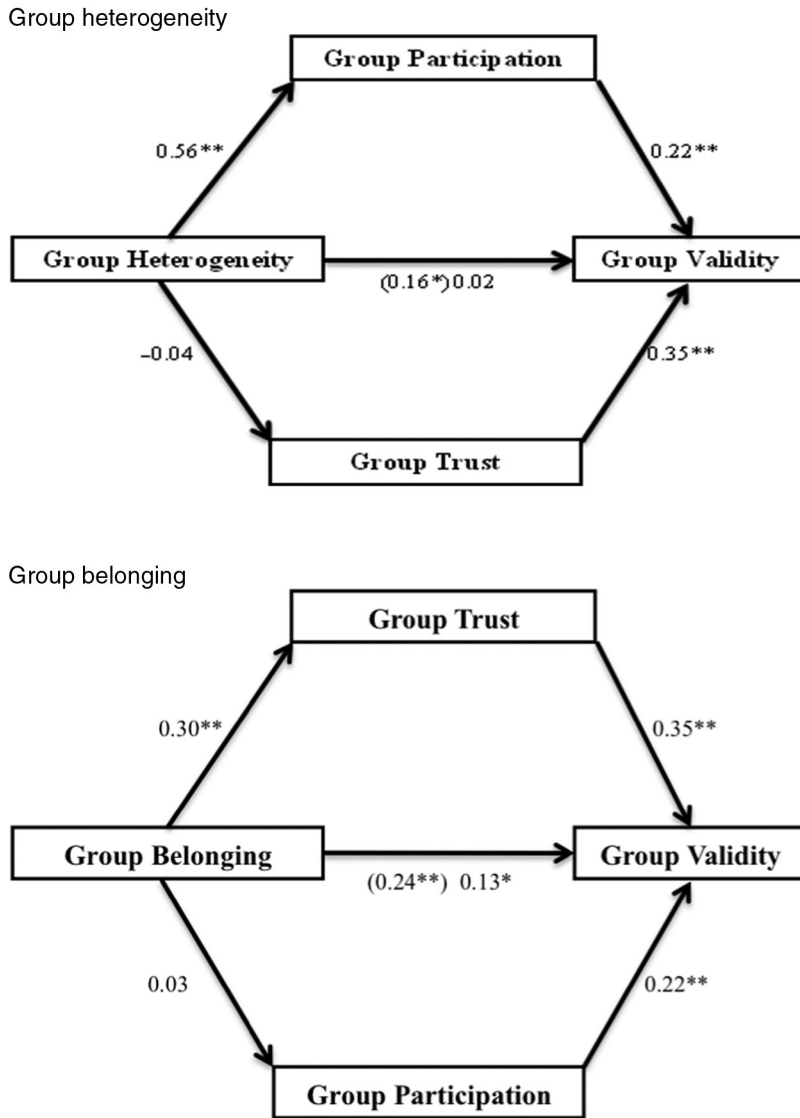 Group heterogeneity
Group Participation
0.56**
0.22**
Group Heterogeneity
Group Validity
(0.16*)0.02
−0.04
0.35**
Group Trust
Group belonging
Group Trust
0.30**
0.35**
Group Belonging
Group Validity
(0.24**) 0.13*
0.03
0.22**
Group Participation